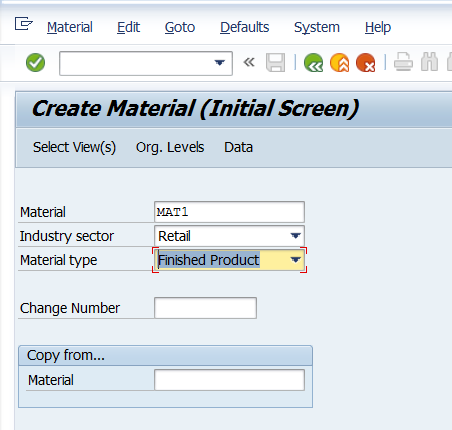 Material Edit Goto Defaults System Help
Create Material (Initial Screen)
Select View(s) Org. Levels Data
Material MAT1
Industry sector Retail
Material type Finished Product
Change Number
Copy from...
Material